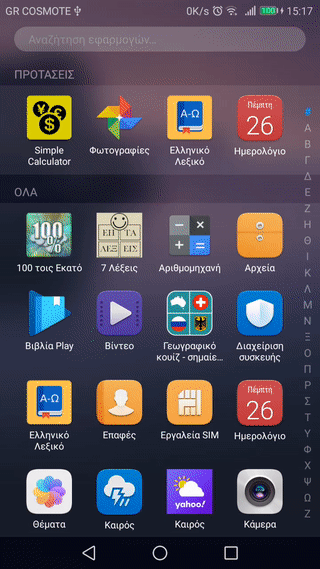 GR COSMOTE 0K/s 100 15:17
Αναζήτηση εφαρμογών...
ΠΡΟΤΑΣΕΙΣ
Α-Ω
Πέμπτη
26
Simple
Calculator
Φωτογραφίες
Ελληνικό
Λεξικό
Ημερολόγιο
ΟΛΑ
100%
ΕΠΤΑ
ΛΕΞΕΙΣ
100 τοις Εκατό
7 Λέξεις
Αριθμομηχανή
Αρχεία
Βιβλία Play
Βίντεο
Γεωγραφικό
κουίζ - σημαίε...
Διαχείριση
συσκευής
Α-Ω
Πέμπτη
26
Ελληνικό
Λεξικό
Επαφές
Εργαλεία SIM
Ημερολόγιο
yahoo!
Θέματα
Καιρός
Καιρός
Κάμερα
#
Α
Β
Γ
Δ
Ε
Ζ
Η
Θ
Ι
Κ
Λ
Μ
Ν
Ξ
Ο
Π
Ρ
Σ
Τ
Υ
Φ
Χ
Ψ
Ω
Z